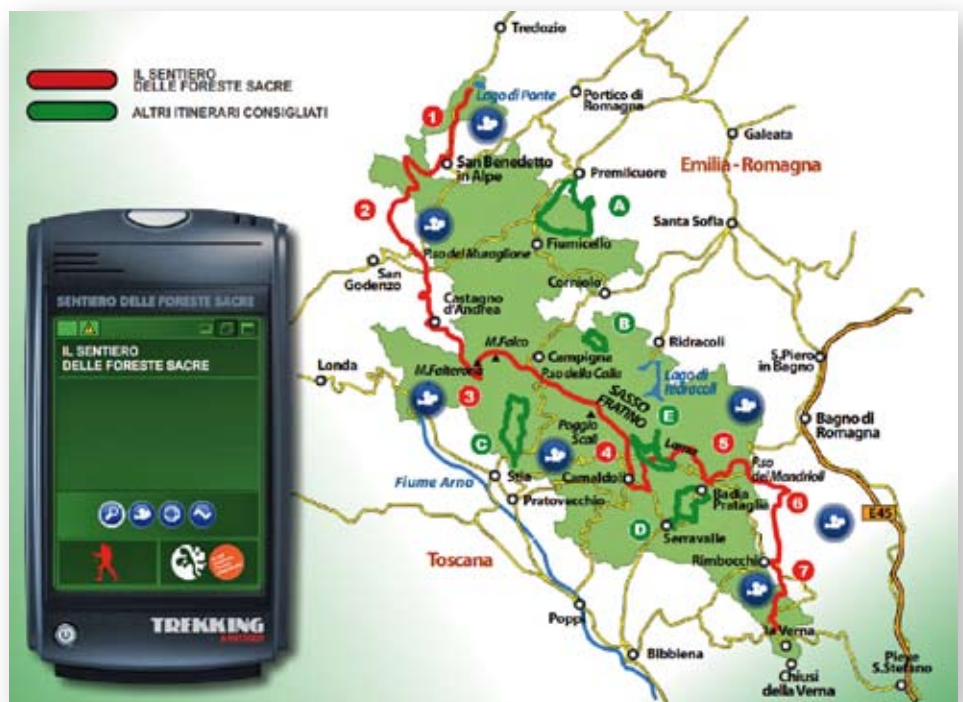 IL SENTIERO
DELLE FORESTE SACRE
ALTRI ITINERARI CONSIGLIATI
Tredozio
Lago di Ponte
Portico di
Romagna
1
Galeata
San Benedetto
in Alpe
Premilcuore
Emilia-Romagna
A
2
Santa Sofia
Fiumicello
P.so del Muraglione
San
Godenzo
Corniolo
SENTIERO DELLE FORESTE SACRE
Castagno
d'Andrea
B
IL SENTIERO
DELLE FORESTE SACRE
Ridracoli
M.Falco
Campigna
S.Piero
in Bagno
Londa
M.Falterona
P.so della Calla
Lago di
Ridracoli
3
SASSO
FRATINO
E
Bagno di
Romagna
Poggio
Scali
C
4
Lama
5
P.so
dei Mandrioli
Stia
Camaldoli
Fiume Arno
Pratovecchio
Badia
Prataglia
6
E45
D
Serravalle
Toscana
Rimbocchi
7
Poppi
TREKKING
la Verna
Bibbiena
Chiusi
della Verna
Pieve
S.Stefano